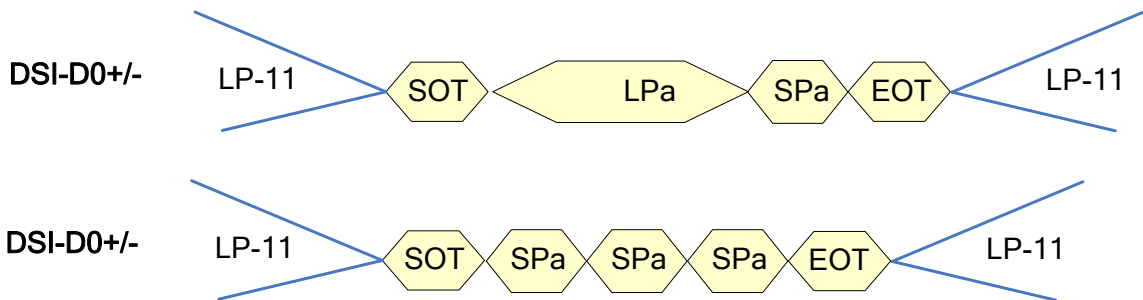 DSI-D0+/- LP-11 SOT LPa SPa EOT LP-11
DSI-D0+/- LP-11 SOT SPa SPa SPa EOT LP-11